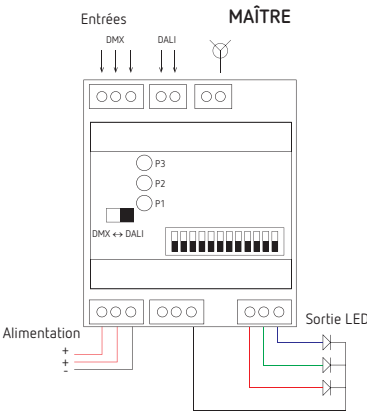 Entrées
MAÎTRE
DMX
DALI
P3
P2
P1
DMX ↔ DALI
Alimentation
Sortie LED
+
+
-